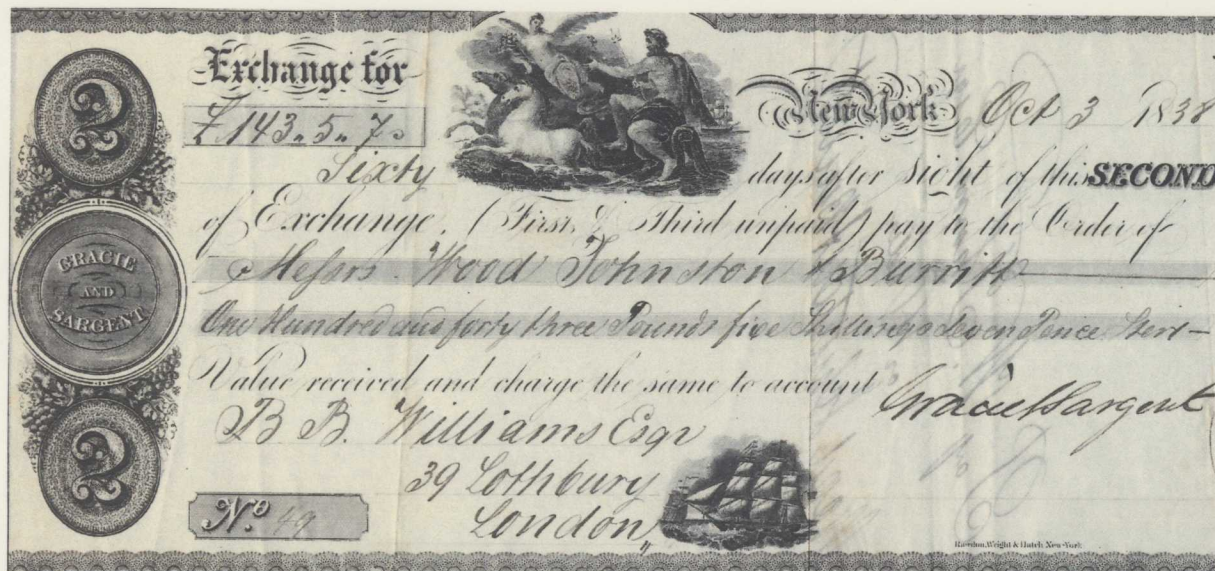 2
Exchange for
£ 143 " 5 " 7 "
New York Oct 3 1838
Sixty days after sight of this SECOND
of Exchange, (First & Third unpaid) pay to the Order of
Messrs Wood Johnston & Burritt
One Hundred and forty three Pounds five Shillings Seven Pence Ster—
Value received and charge the same to account
Gracie & Sargent
B B. Williams Esqr
39 Lothbury
London
No 49
GRACIE
AND
SARGENT
2
Rawdon, Wright & Hatch New-York